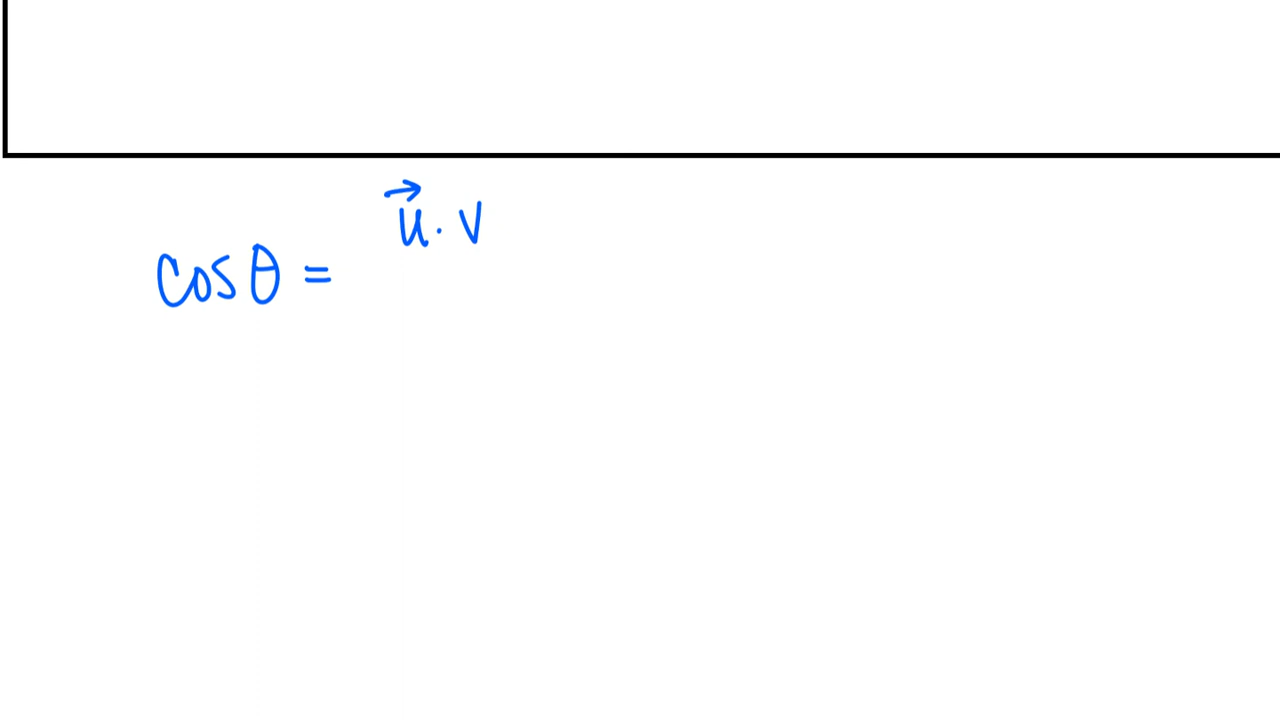 cos θ = u⃗ · v